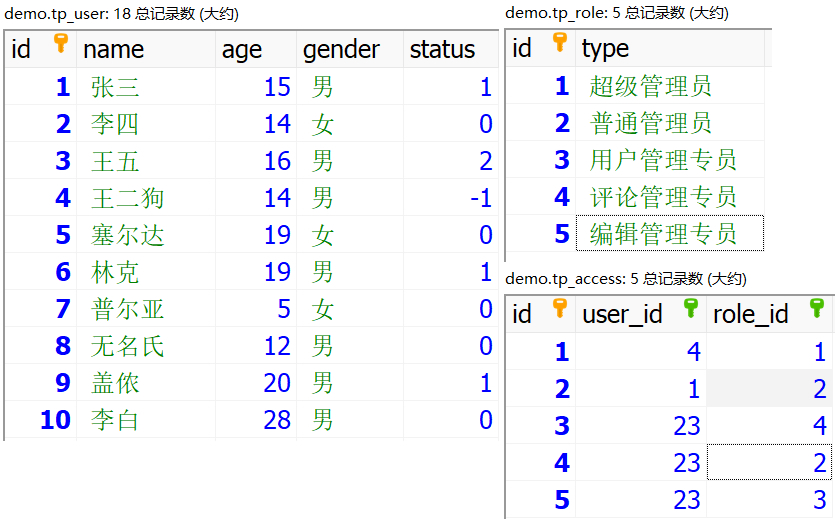 demo.tp_user: 18 总记录数 (大约)
id name age gender status
1 张三 15 男 1
2 李四 14 女 0
3 王五 16 男 2
4 王二狗 14 男 -1
5 塞尔达 19 女 0
6 林克 19 男 1
7 普尔亚 5 女 0
8 无名氏 12 男 0
9 盖侬 20 男 1
10 李白 28 男 0
demo.tp_role: 5 总记录数 (大约)
id type
1 超级管理员
2 普通管理员
3 用户管理专员
4 评论管理专员
5 编辑管理专员
demo.tp_access: 5 总记录数 (大约)
id user_id role_id
1 4 1
2 1 2
3 23 4
4 23 2
5 23 3